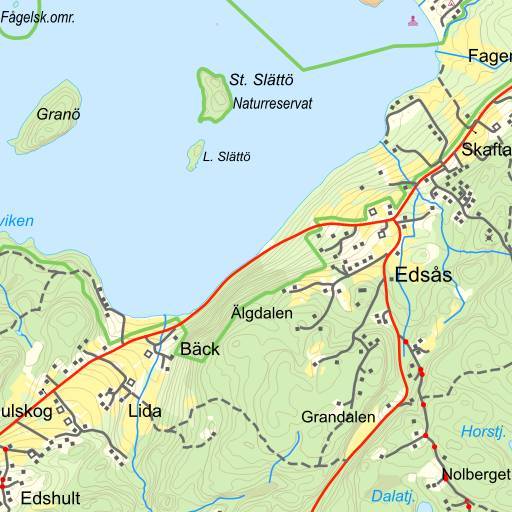 Fågelsk.omr.
Fager
St. Slättö
Naturreservat
Granö
Skafta
L. Slättö
viken
Edsås
Älgdalen
Bäck
ulskog
Lida
Grandalen
Horstj.
Nolberget
Edshult
Dalatj.